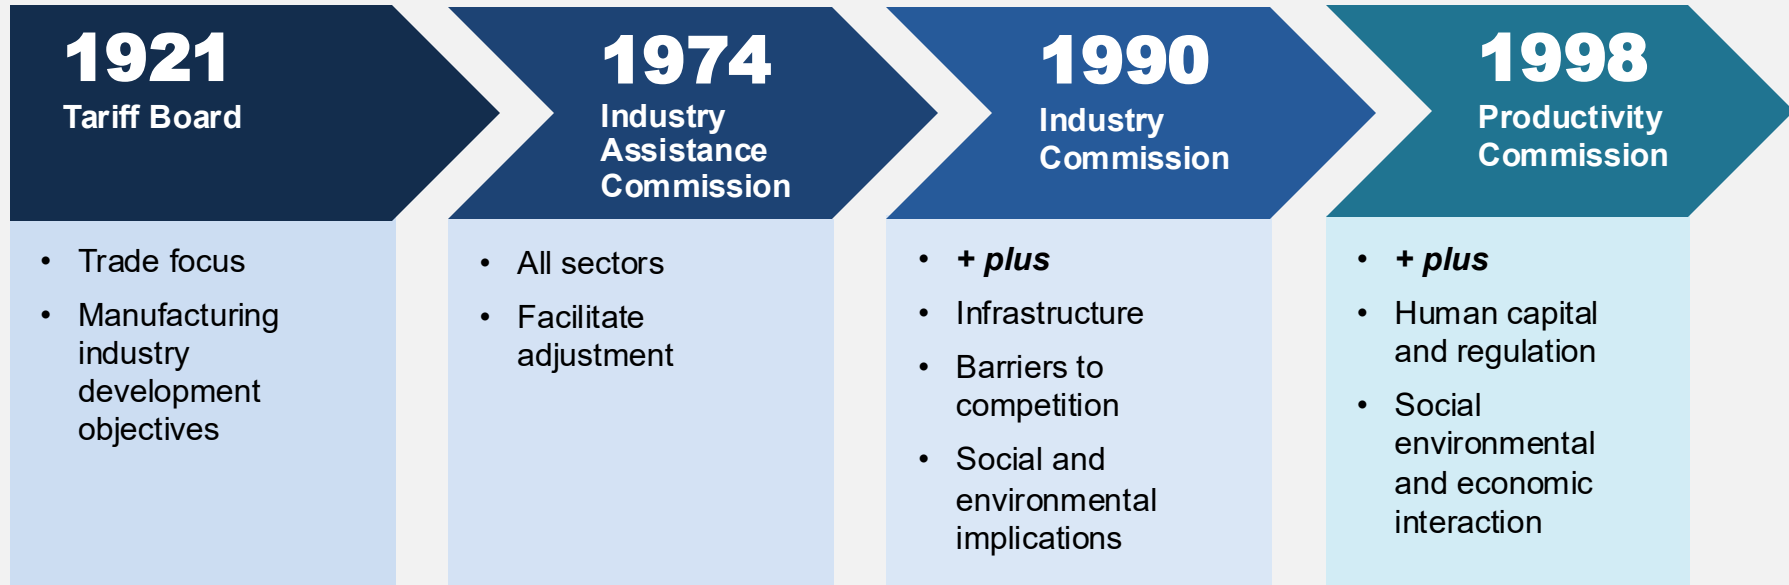 1921
Tariff Board
• Trade focus
• Manufacturing
industry
development
objectives
1974
Industry
Assistance
Commission
• All sectors
• Facilitate
adjustment
1990
Industry
Commission
• + plus
• Infrastructure
• Barriers to
competition
• Social and
environmental
implications
1998
Productivity
Commission
• + plus
• Human capital
and regulation
• Social
environmental
and economic
interaction